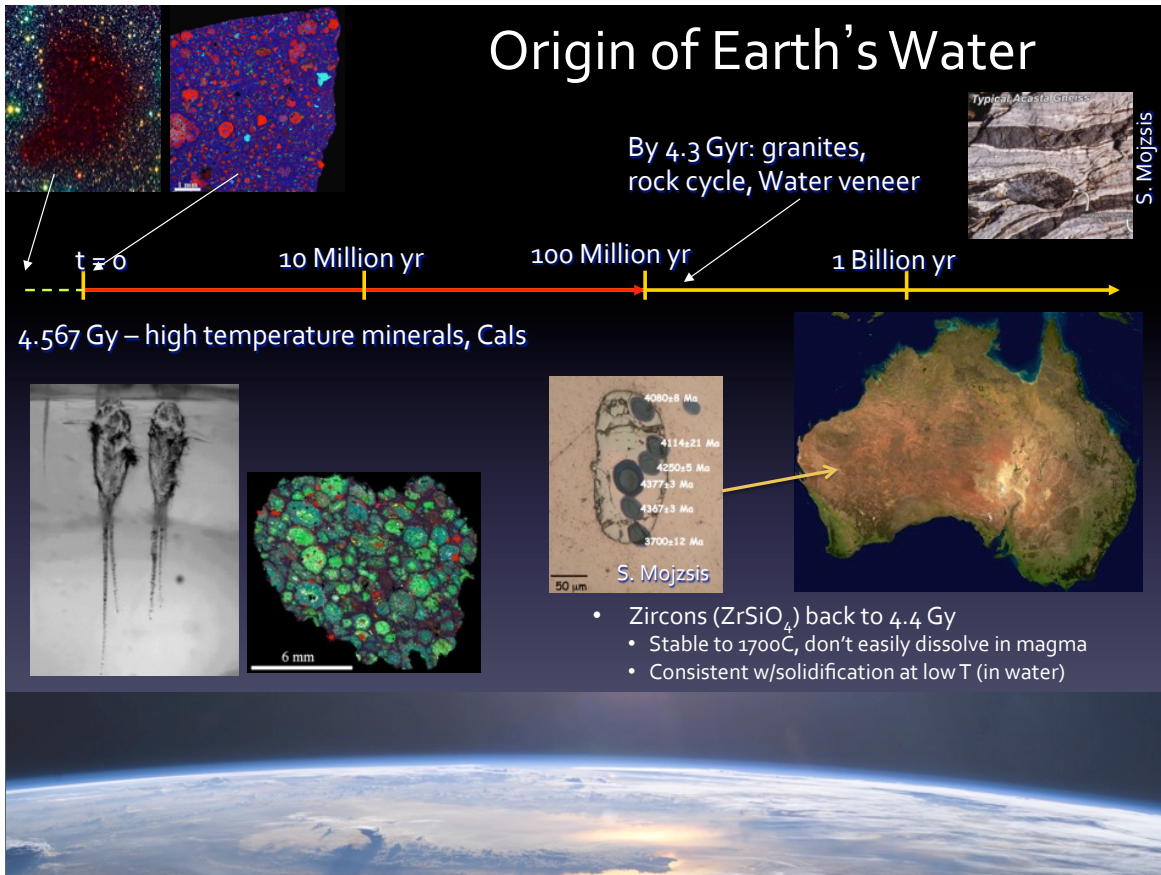 Origin of Earth's Water
Typical Acasta Gneiss
S. Mojzsis
1 mm
By 4.3 Gyr: granites,
rock cycle, Water veneer
t = 0
10 Million yr
100 Million yr
1 Billion yr
4.567 Gy – high temperature minerals, CaIs
4080±8 Ma
4114±21 Ma
4250±5 Ma
4377±3 Ma
4367±3 Ma
3700±12 Ma
S. Mojzsis
50 µm
6 mm
• Zircons (ZrSiO₄) back to 4.4 Gy
• Stable to 1700C, don't easily dissolve in magma
• Consistent w/solidification at low T (in water)